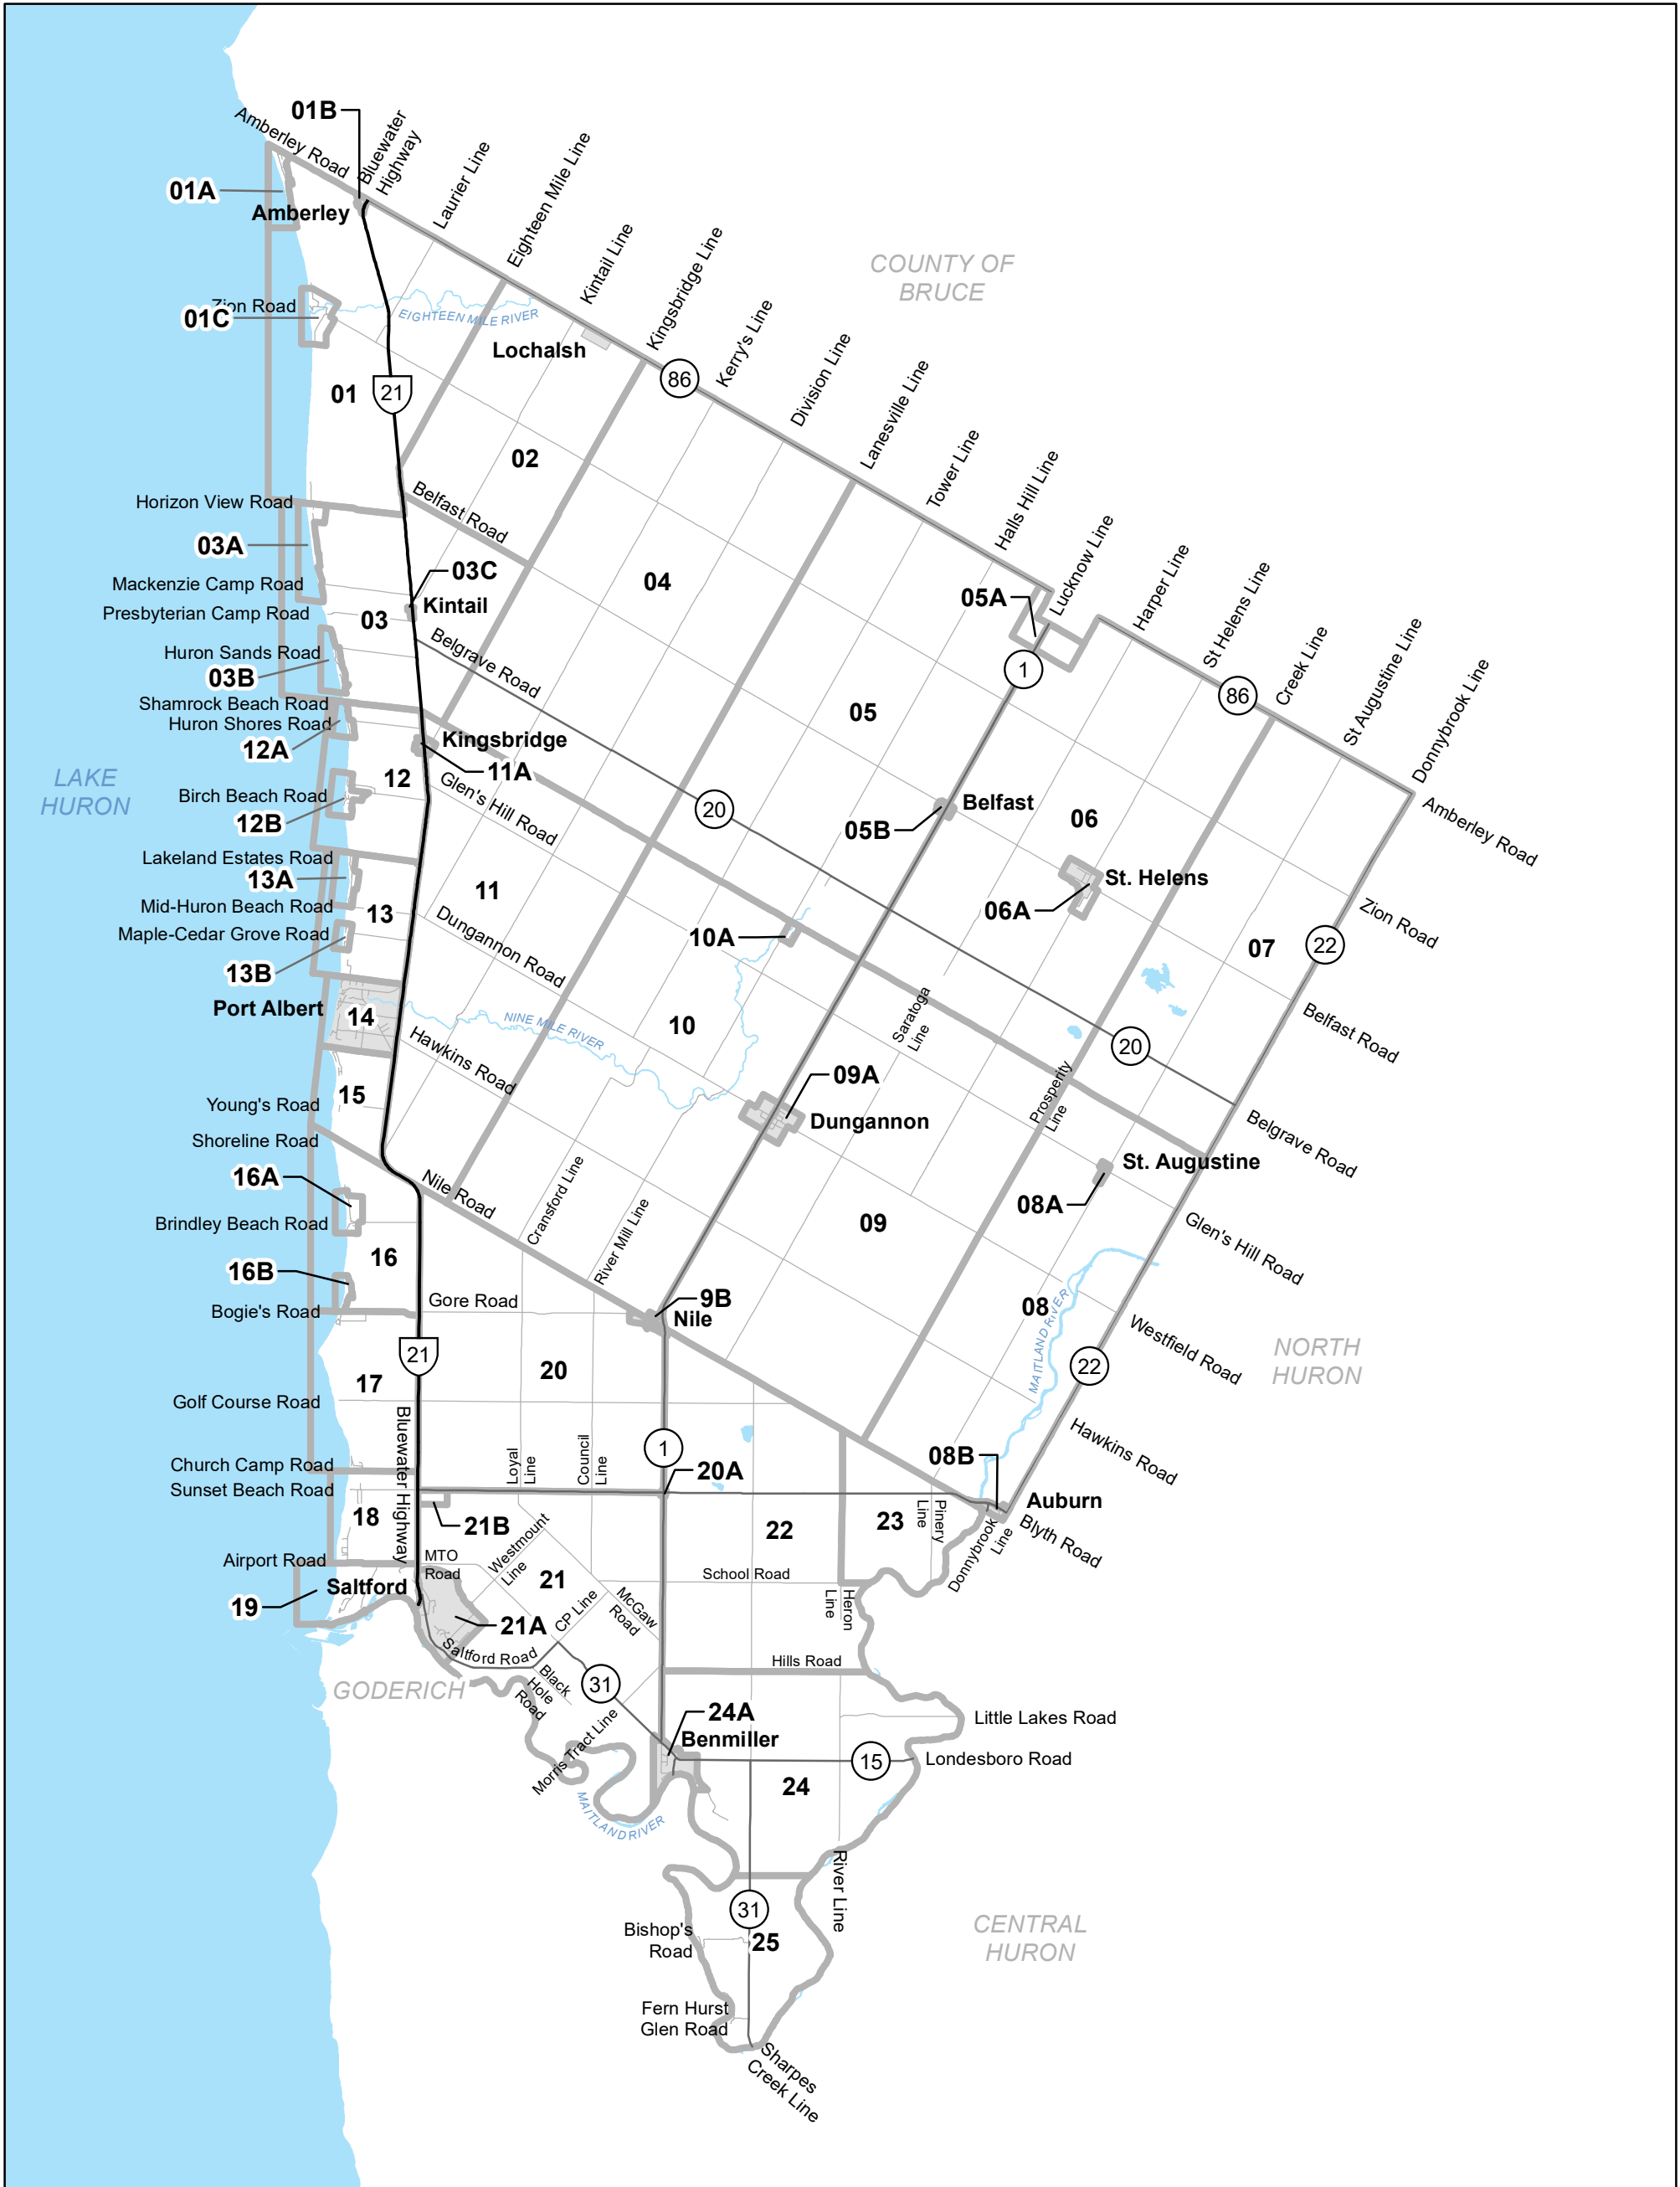 01B
Bluewater
Highway
Amberley Road
01A
Amberley
Laurier Line
Eighteen Mile Line
Kintail Line
Kingsbridge Line
Kerry's Line
Division Line
Lanesville Line
Tower Line
Halls Hill Line
Lucknow Line
Harper Line
St Helens Line
Creek Line
St Augustine Line
Donnybrook Line
COUNTY OF
BRUCE
Zion Road
01C
EIGHTEEN MILE RIVER
Lochalsh
86
01
21
02
Horizon View Road
Belfast Road
03A
03C
04
Mackenzie Camp Road
Kintail
05A
Presbyterian Camp Road
03
Huron Sands Road
Belgrave Road
03B
1
86
Shamrock Beach Road
Huron Shores Road
05
12A
Kingsbridge
11A
LAKE
HURON
12
Glen's Hill Road
Birch Beach Road
20
Belfast
12B
05B
06
Amberley Road
Lakeland Estates Road
13A
11
St. Helens
Mid-Huron Beach Road
13
06A
Zion Road
Maple-Cedar Grove Road
Dungannon Road
10A
07
22
13B
Port Albert
14
NINE MILE RIVER
10
Saratoga
Line
Belfast Road
Hawkins Road
20
15
09A
Prosperity
Line
Young's Road
Dungannon
Belgrave Road
Shoreline Road
St. Augustine
16A
Nile Road
Cransford Line
River Mill Line
08A
Brindley Beach Road
09
Glen's Hill Road
16
16B
Bogie's Road
Gore Road
9B
Nile
08
MAITLAND RIVER
Westfield Road
NORTH
HURON
21
22
17
20
Golf Course Road
Bluewater Highway
Hawkins Road
Loyal
Line
Council
Line
1
08B
Church Camp Road
20A
Sunset Beach Road
Auburn
18
21B
22
23
Pinery
Line
Donnybrook
Line
Blyth Road
Airport Road
MTO
Road
Westmount
Line
Saltford
21
School Road
19
CP Line
McGaw
Road
Heron
Line
21A
Saltford Road
Hills Road
GODERICH
Black
Hole
Road
31
24A
Little Lakes Road
Benmiller
Morris Tract Line
15
Londesboro Road
24
MAITLAND RIVER
River Line
31
Bishop's
Road
25
CENTRAL
HURON
Fern Hurst
Glen Road
Sharpes
Creek Line